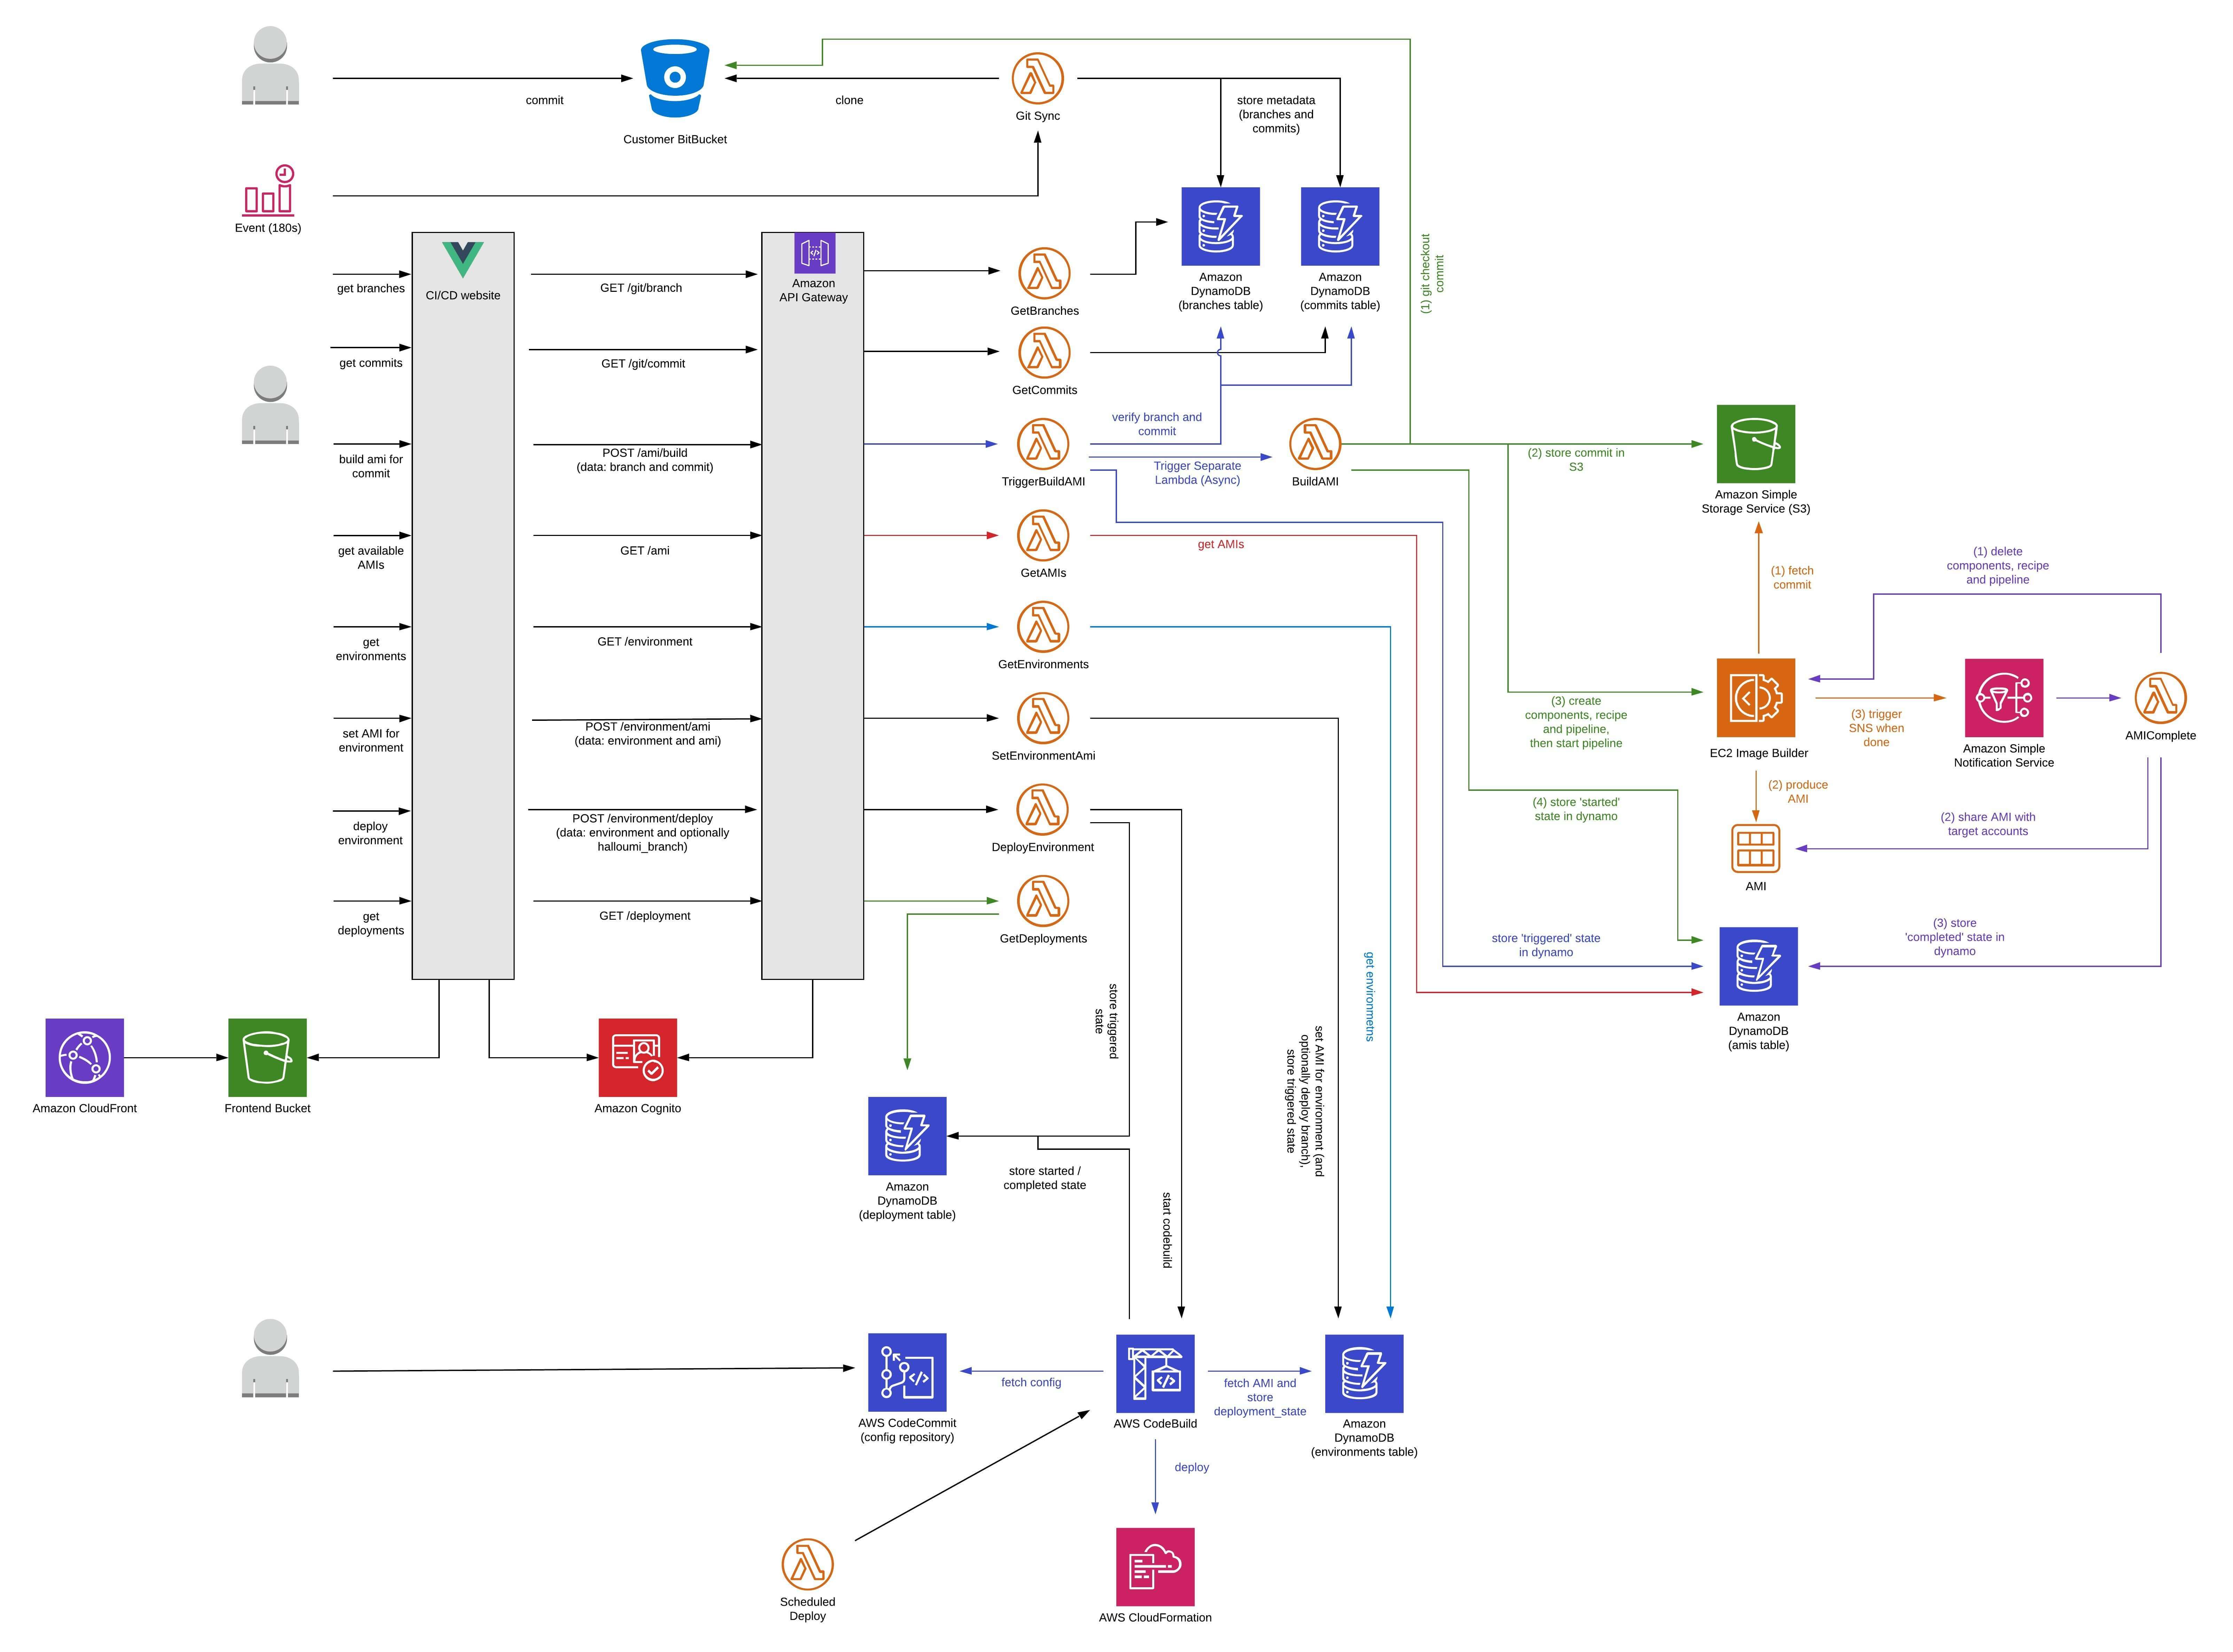 commit
clone
Git Sync
store metadata
(branches and
commits)
Customer BitBucket
Event (180s)
CI/CD website
Amazon
API Gateway
get branches
GET /git/branch
GetBranches
Amazon
DynamoDB
(branches table)
Amazon
DynamoDB
(commits table)
(1) git checkout
commit
get commits
GET /git/commit
GetCommits
build ami for
commit
POST /ami/build
(data: branch and commit)
TriggerBuildAMI
verify branch and
commit
Trigger Separate
Lambda (Async)
BuildAMI
(2) store commit in
S3
Amazon Simple
Storage Service (S3)
get available
AMIs
GET /ami
GetAMIs
get AMIs
(1) fetch
commit
(1) delete
components, recipe
and pipeline
get
environments
GET /environment
GetEnvironments
set AMI for
environment
POST /environment/ami
(data: environment and ami)
SetEnvironmentAmi
(3) create
components, recipe
and pipeline,
then start pipeline
EC2 Image Builder
(3) trigger
SNS when
done
Amazon Simple
Notification Service
AMIComplete
(2) produce
AMI
AMI
(4) store 'started'
state in dynamo
(2) share AMI with
target accounts
deploy
environment
POST /environment/deploy
(data: environment and optionally
halloumi_branch)
DeployEnvironment
get
deployments
GET /deployment
GetDeployments
store 'triggered' state
in dynamo
(3) store
'completed' state in
dynamo
Amazon
DynamoDB
(amis table)
get environmetns
store triggered
state
set AMI for environment (and
optionally deploy branch),
store triggered state
Amazon CloudFront
Frontend Bucket
Amazon Cognito
Amazon
DynamoDB
(deployment table)
store started /
completed state
start codebuild
AWS CodeCommit
(config repository)
fetch config
AWS CodeBuild
fetch AMI and
store
deployment_state
Amazon
DynamoDB
(environments table)
deploy
Scheduled
Deploy
AWS CloudFormation